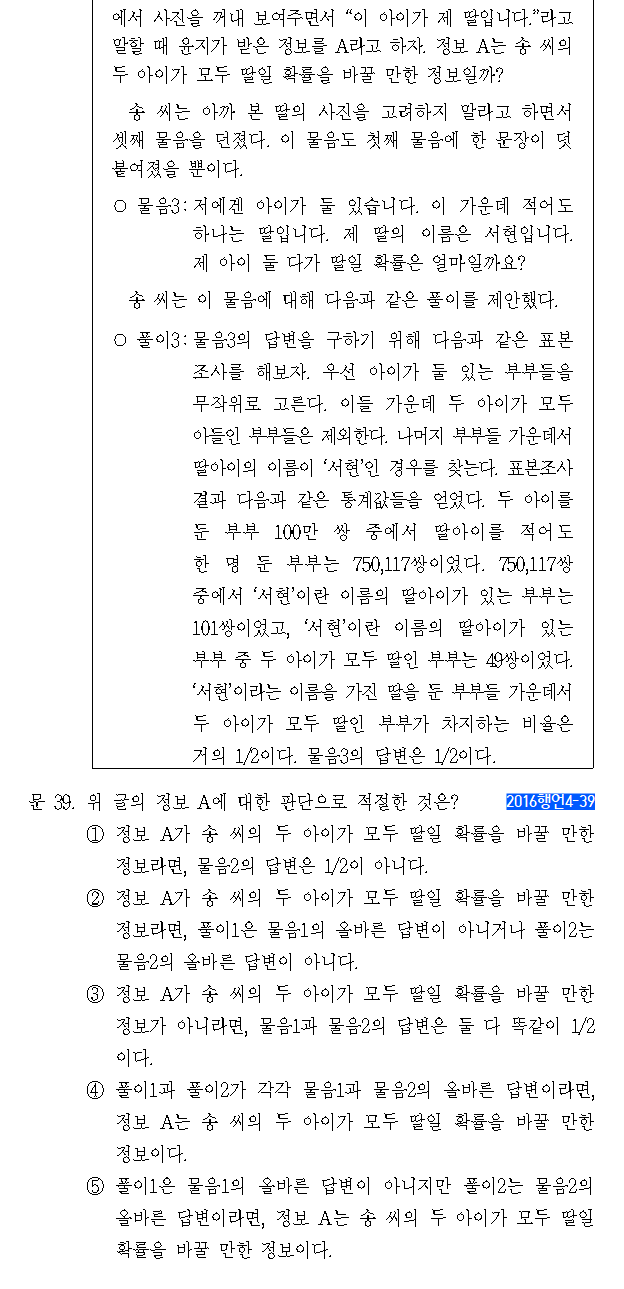 에서 사진을 꺼내 보여주면서 “이 아이가 제 딸입니다.”라고
말할 때 윤지가 받은 정보를 A라고 하자. 정보 A는 송 씨의
두 아이가 모두 딸일 확률을 바꿀 만한 정보일까?
송 씨는 아까 본 딸의 사진을 고려하지 말라고 하면서
셋째 물음을 던졌다. 이 물음도 첫째 물음에 한 문장이 덧
붙여졌을 뿐이다.
○ 물음3: 저에겐 아이가 둘 있습니다. 이 가운데 적어도
하나는 딸입니다. 제 딸의 이름은 서현입니다.
제 아이 둘 다가 딸일 확률은 얼마일까요?
송 씨는 이 물음에 대해 다음과 같은 풀이를 제안했다.
○ 풀이3: 물음3의 답변을 구하기 위해 다음과 같은 표본
조사를 해보자. 우선 아이가 둘 있는 부부들을
무작위로 고른다. 이들 가운데 두 아이가 모두
아들인 부부들은 제외한다. 나머지 부부들 가운데서
딸아이의 이름이 ‘서현’인 경우를 찾는다. 표본조사
결과 다음과 같은 통계값들을 얻었다. 두 아이를
둔 부부 100만 쌍 중에서 딸아이를 적어도
한 명 둔 부부는 750,117쌍이었다. 750,117쌍
중에서 ‘서현’이란 이름의 딸아이가 있는 부부는
101쌍이었고, ‘서현’이란 이름의 딸아이가 있는
부부 중 두 아이가 모두 딸인 부부는 49쌍이었다.
‘서현’이라는 이름을 가진 딸을 둔 부부들 가운데서
두 아이가 모두 딸인 부부가 차지하는 비율은
거의 1/2이다. 물음3의 답변은 1/2이다.
문 39. 위 글의 정보 A에 대한 판단으로 적절한 것은? 2016행언4-39
① 정보 A가 송 씨의 두 아이가 모두 딸일 확률을 바꿀 만한
정보라면, 물음2의 답변은 1/2이 아니다.
② 정보 A가 송 씨의 두 아이가 모두 딸일 확률을 바꿀 만한
정보라면, 풀이1은 물음1의 올바른 답변이 아니거나 풀이2는
물음2의 올바른 답변이 아니다.
③ 정보 A가 송 씨의 두 아이가 모두 딸일 확률을 바꿀 만한
정보가 아니라면, 물음1과 물음2의 답변은 둘 다 똑같이 1/2
이다.
④ 풀이1과 풀이2가 각각 물음1과 물음2의 올바른 답변이라면,
정보 A는 송 씨의 두 아이가 모두 딸일 확률을 바꿀 만한
정보이다.
⑤ 풀이1은 물음1의 올바른 답변이 아니지만 풀이2는 물음2의
올바른 답변이라면, 정보 A는 송 씨의 두 아이가 모두 딸일
확률을 바꿀 만한 정보이다.